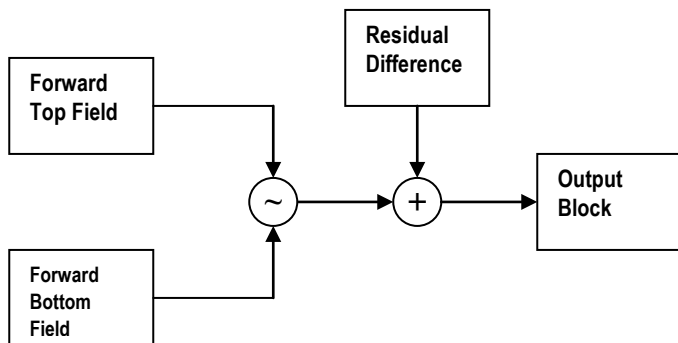 Residual
Difference
Forward
Top Field
~
+
Output
Block
Forward
Bottom
Field